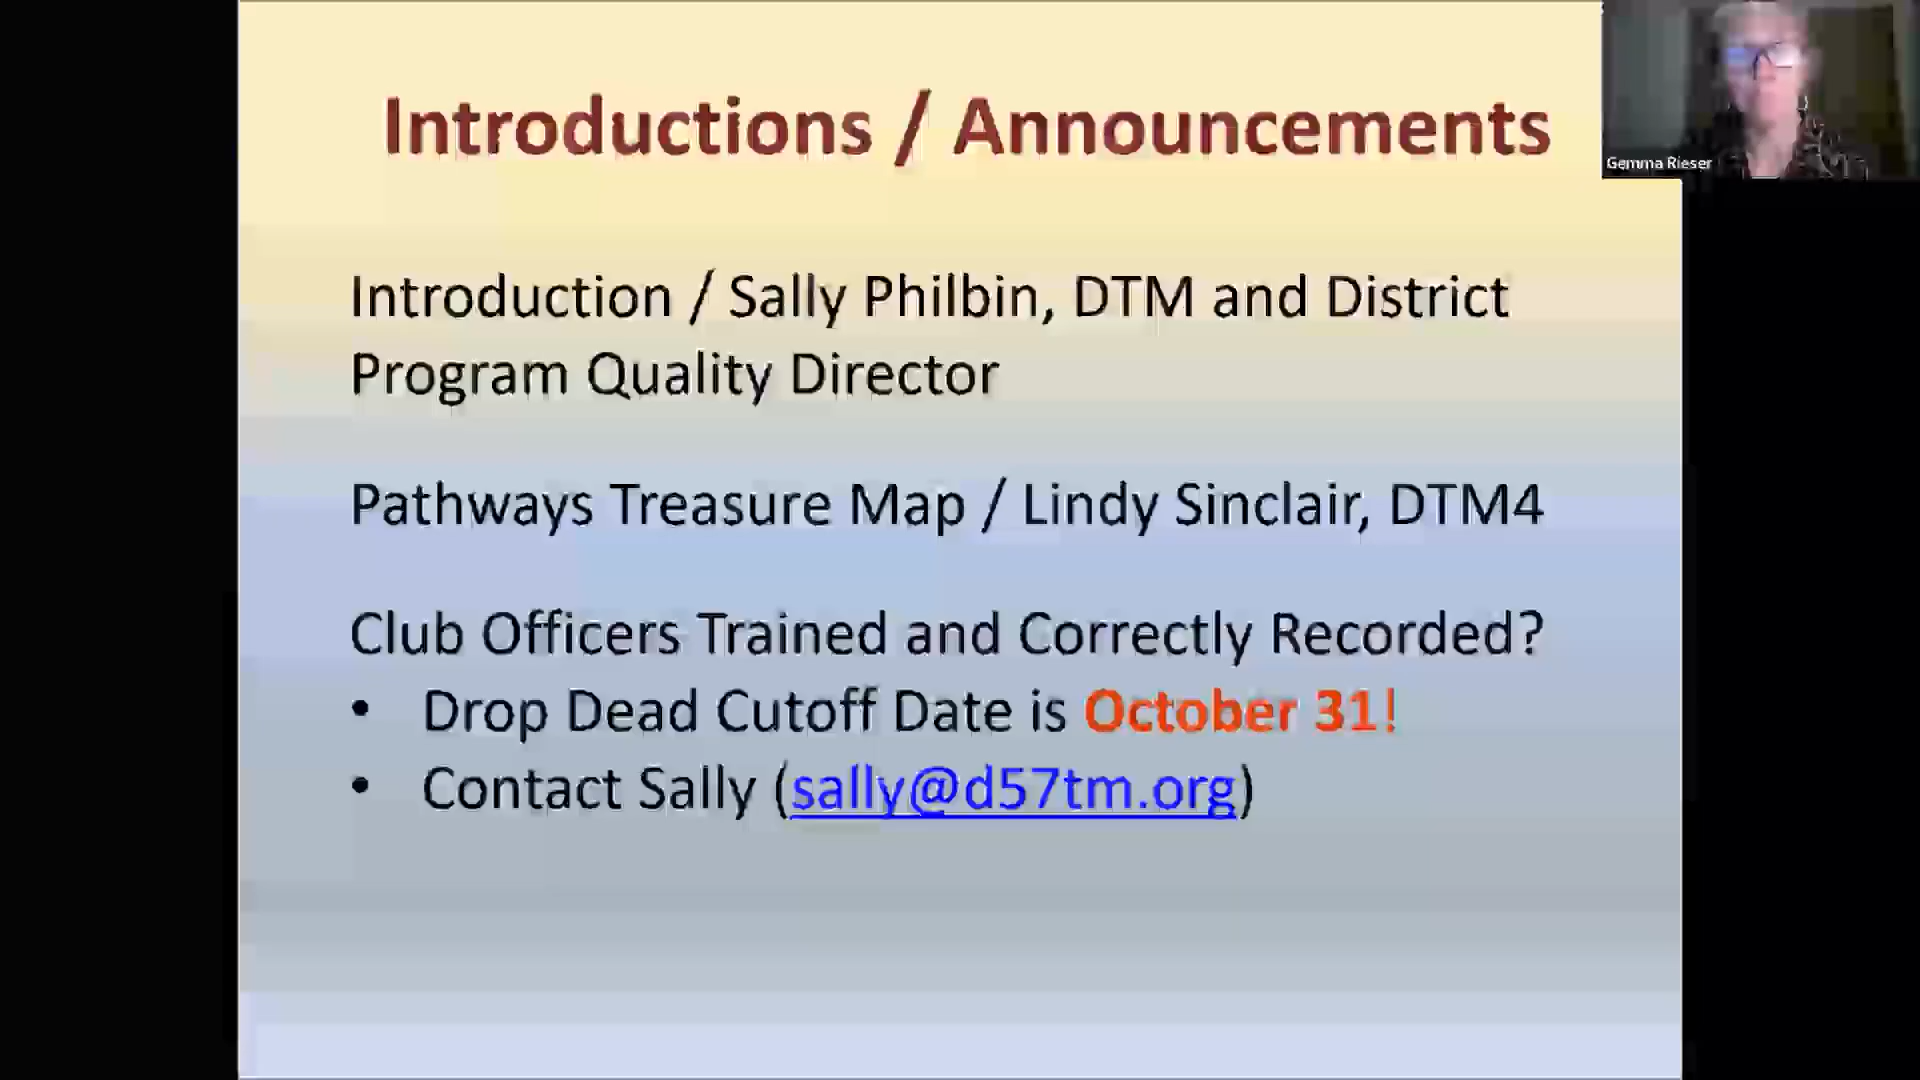 Introductions / Announcements
Gemma Rieser
Introduction / Sally Philbin, DTM and District
Program Quality Director
Pathways Treasure Map / Lindy Sinclair, DTM4
Club Officers Trained and Correctly Recorded?
• Drop Dead Cutoff Date is October 31!
• Contact Sally (sally@d57tm.org)